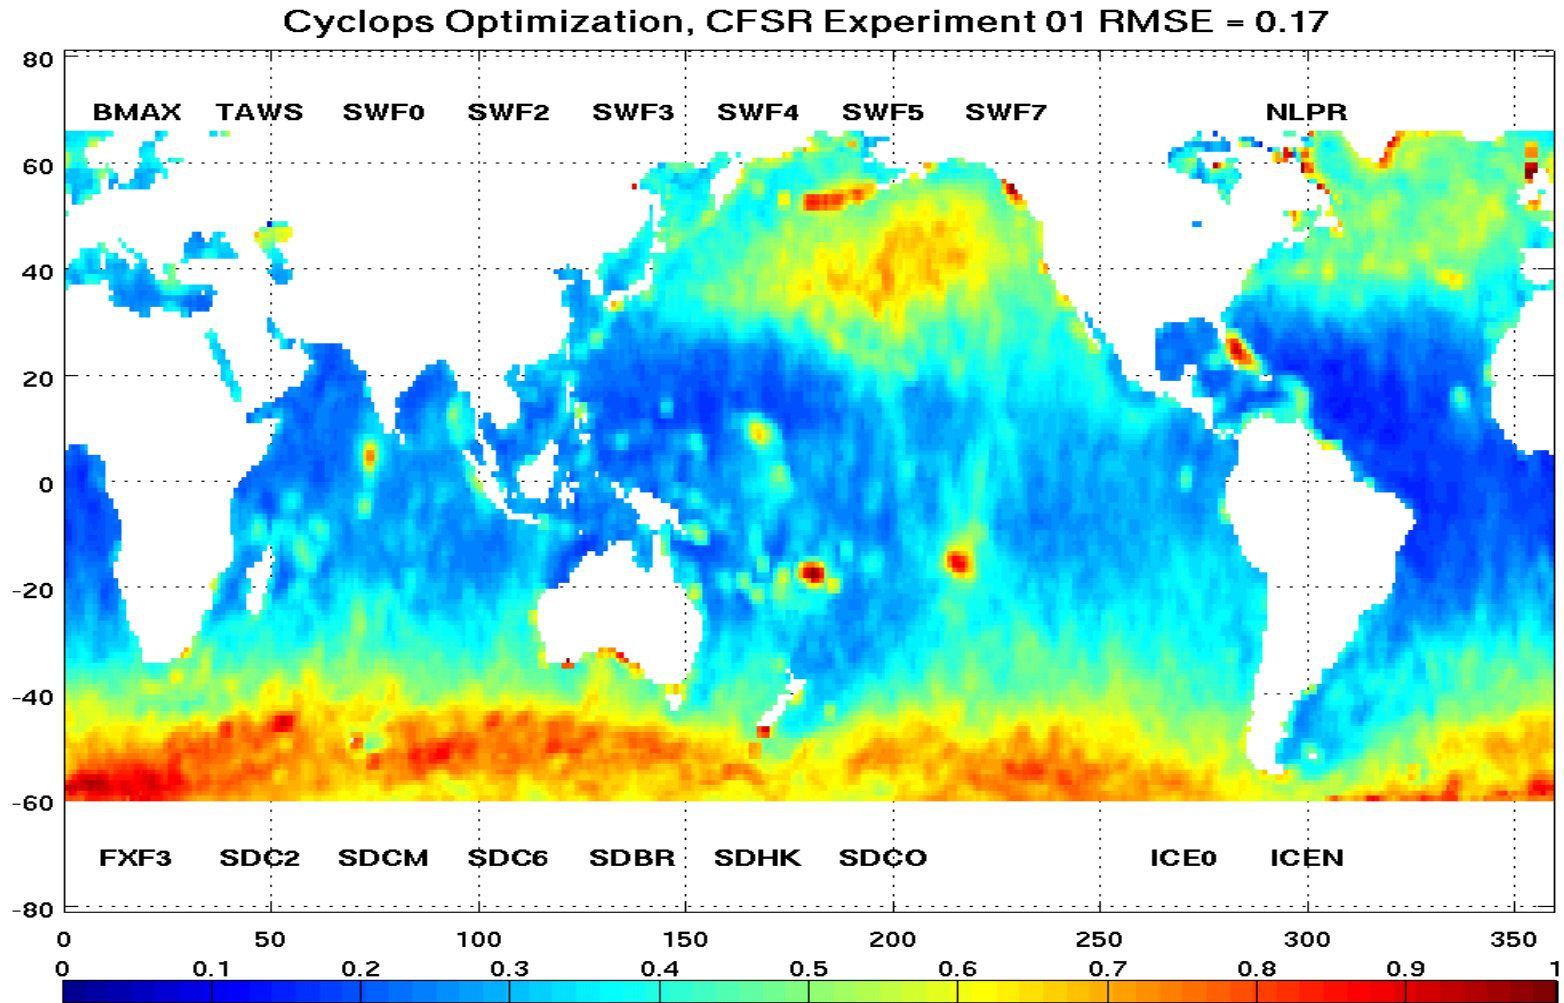 Cyclops Optimization, CFSR Experiment 01 RMSE = 0.17
80
BMAX TAWS SWF0 SWF2 SWF3 SWF4 SWF5 SWF7 NLPR
60
40
20
0
-20
-40
-60
FXF3 SDC2 SDCM SDC6 SDBR SDHK SDCO ICE0 ICEN
-80
0 50 100 150 200 250 300 350
0 0.1 0.2 0.3 0.4 0.5 0.6 0.7 0.8 0.9 1